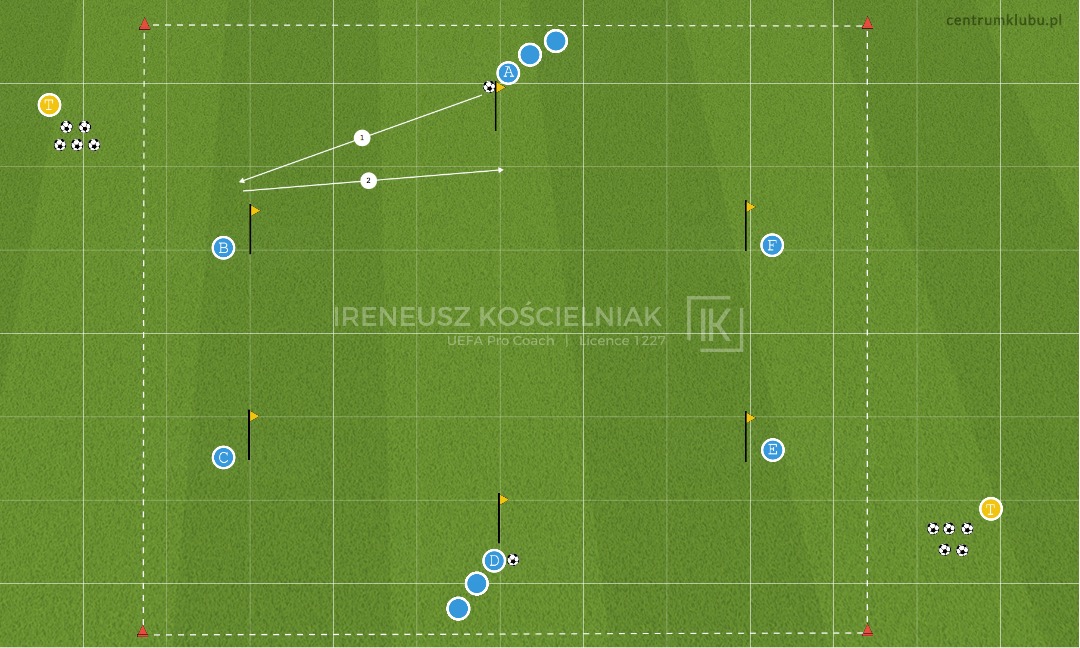 centrumklubu.pl
A
T
1
2
B
F
IRENEUSZ KOŚCIELNIAK
IK
UEFA Pro Coach | Licence 1227
C
E
T
D